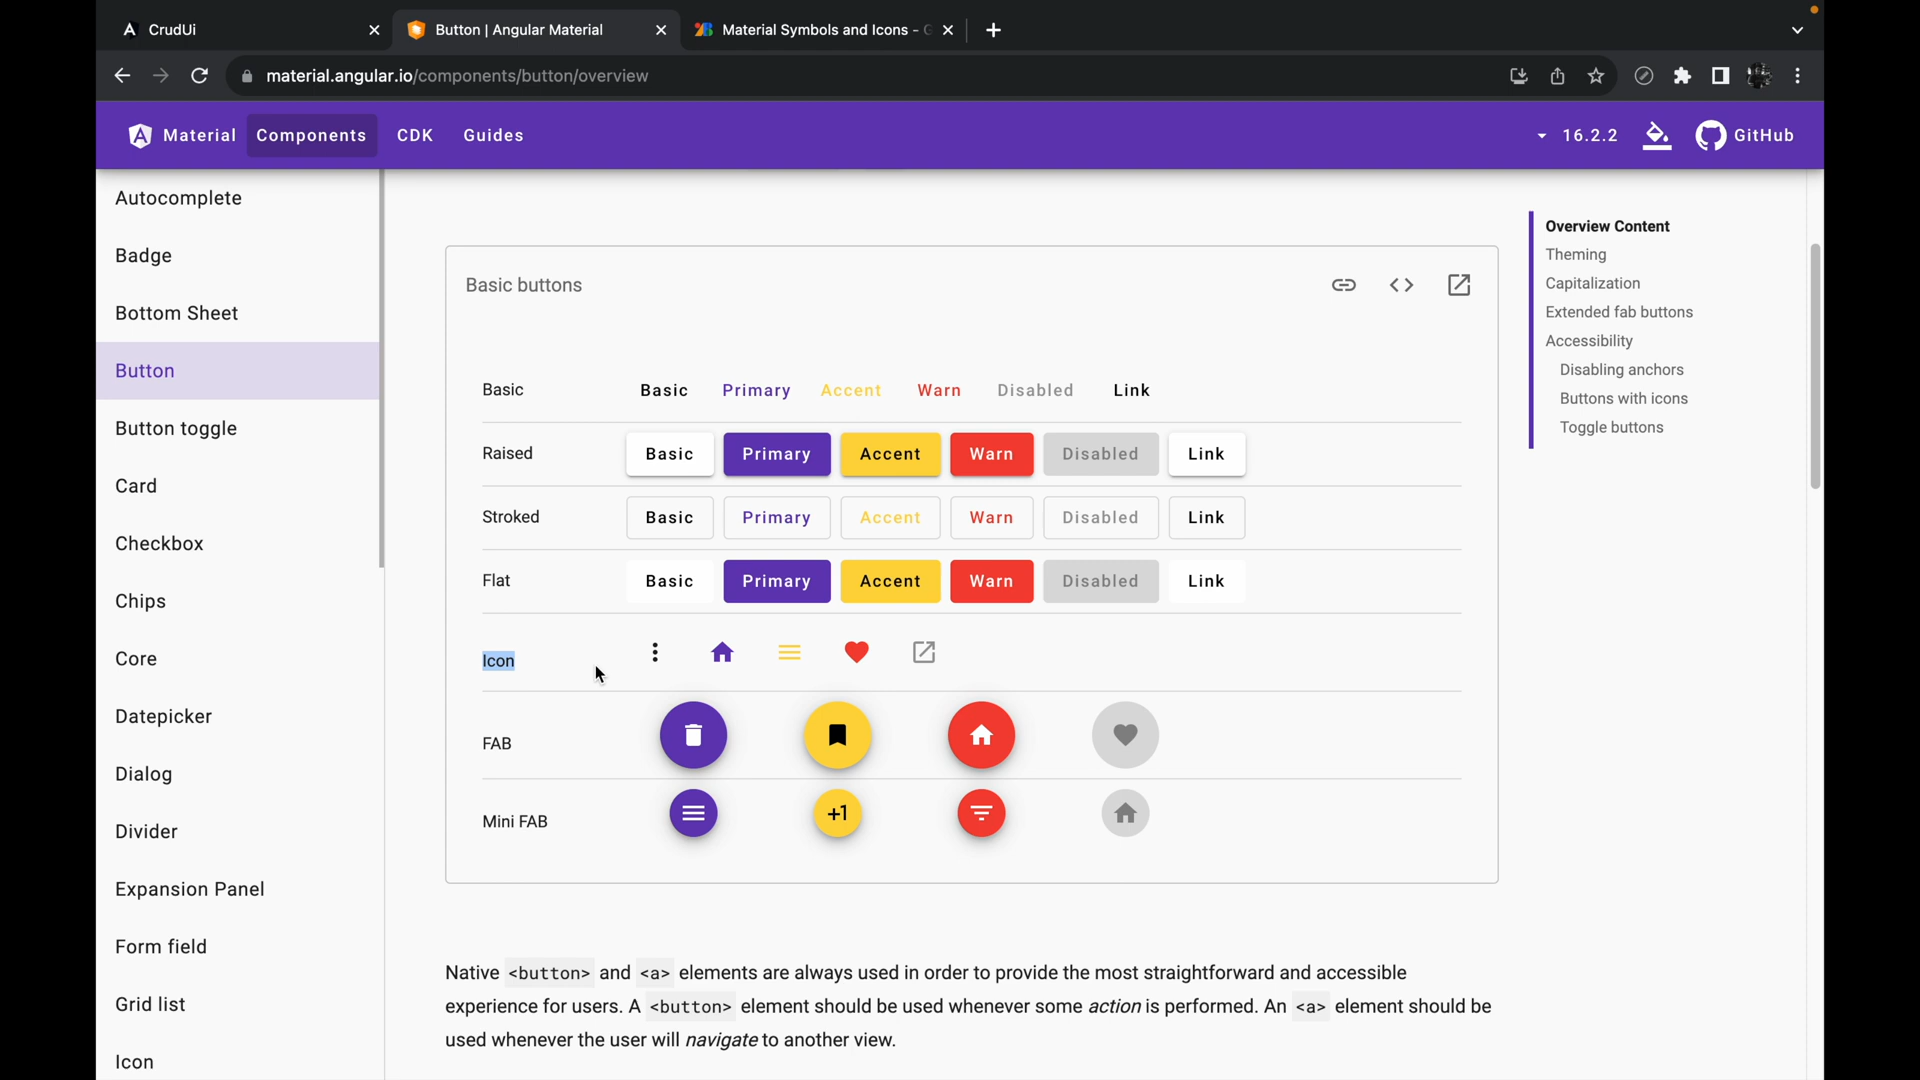 CrudUi
Button | Angular Material
Material Symbols and Icons - G
material.angular.io/components/button/overview
Material
Components
CDK
Guides
16.2.2
GitHub
Autocomplete
Badge
Bottom Sheet
Button
Button toggle
Card
Checkbox
Chips
Core
Datepicker
Dialog
Divider
Expansion Panel
Form field
Grid list
Icon
Basic buttons
Basic Basic Primary Accent Warn Disabled Link
Raised Basic Primary Accent Warn Disabled Link
Stroked Basic Primary Accent Warn Disabled Link
Flat Basic Primary Accent Warn Disabled Link
Icon
FAB
Mini FAB +1
Native <button> and <a> elements are always used in order to provide the most straightforward and accessible
experience for users. A <button> element should be used whenever some action is performed. An <a> element should be
used whenever the user will navigate to another view.
Overview Content
Theming
Capitalization
Extended fab buttons
Accessibility
Disabling anchors
Buttons with icons
Toggle buttons